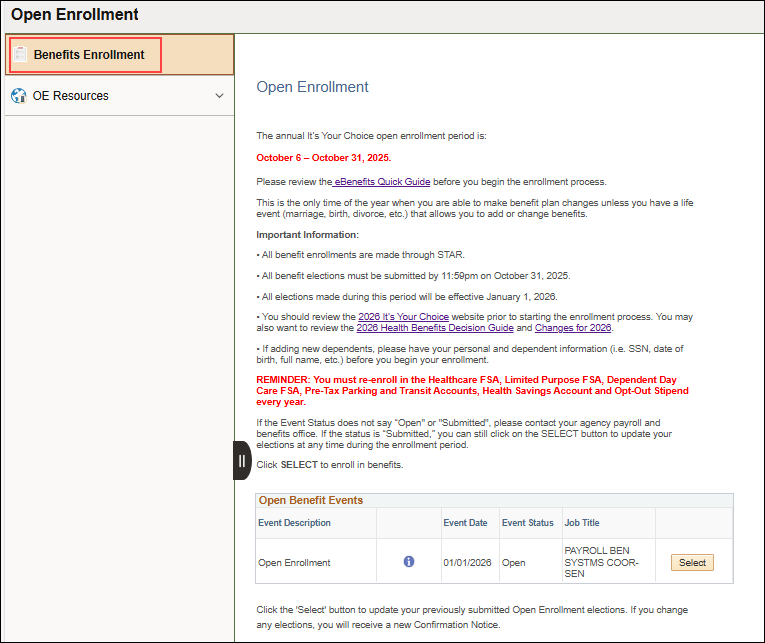 Open Enrollment
Benefits Enrollment
OE Resources
Open Enrollment
The annual It's Your Choice open enrollment period is:
October 6 – October 31, 2025.
Please review the eBenefits Quick Guide before you begin the enrollment process.
This is the only time of the year when you are able to make benefit plan changes unless you have a life
event (marriage, birth, divorce, etc.) that allows you to add or change benefits.
Important Information:
• All benefit enrollments are made through STAR.
• All benefit elections must be submitted by 11:59pm on October 31, 2025.
• All elections made during this period will be effective January 1, 2026.
• You should review the 2026 It's Your Choice website prior to starting the enrollment process. You may
also want to review the 2026 Health Benefits Decision Guide and Changes for 2026.
• If adding new dependents, please have your personal and dependent information (i.e. SSN, date of
birth, full name, etc.) before you begin your enrollment.
REMINDER: You must re-enroll in the Healthcare FSA, Limited Purpose FSA, Dependent Day
Care FSA, Pre-Tax Parking and Transit Accounts, Health Savings Account and Opt-Out Stipend
every year.
If the Event Status does not say "Open" or "Submitted", please contact your agency payroll and
benefits office. If the status is "Submitted," you can still click on the SELECT button to update your
elections at any time during the enrollment period.
Click SELECT to enroll in benefits.
Open Benefit Events
Event Description Event Date Event Status Job Title
Open Enrollment 01/01/2026 Open PAYROLL BEN
SYSTMS COOR-
SEN
Select
Click the 'Select' button to update your previously submitted Open Enrollment elections. If you change
any elections, you will receive a new Confirmation Notice.